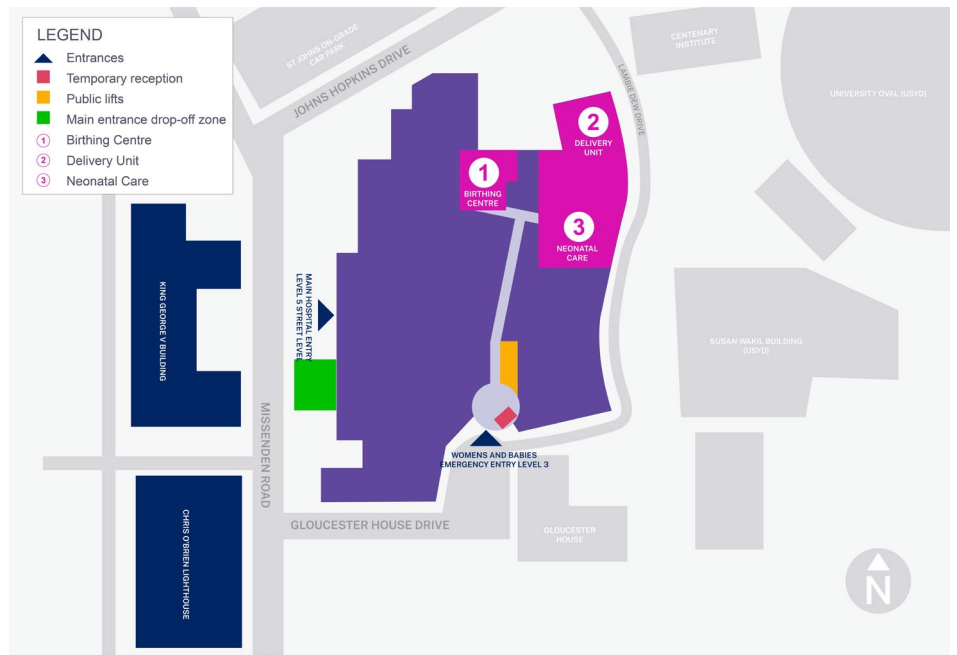 LEGEND
Entrances
Temporary reception
Public lifts
Main entrance drop-off zone
1 Birthing Centre
2 Delivery Unit
3 Neonatal Care
ST JOHNS ON-GRADE
CAR PARK
JOHNS HOPKINS DRIVE
CENTENARY
INSTITUTE
LAMBIE DEW DRIVE
UNIVERSITY OVAL (USYD)
2
DELIVERY
UNIT
1
BIRTHING
CENTRE
3
NEONATAL
CARE
MAIN HOSPITAL ENTRY
LEVEL 5 STREET LEVEL
KING GEORGE V BUILDING
SUSAN WAKIL BUILDING
(USYD)
MISSENDEN ROAD
WOMENS AND BABIES
EMERGENCY ENTRY LEVEL 3
GLOUCESTER HOUSE DRIVE
GLOUCESTER
HOUSE
CHRIS O'BRIEN LIGHTHOUSE
N